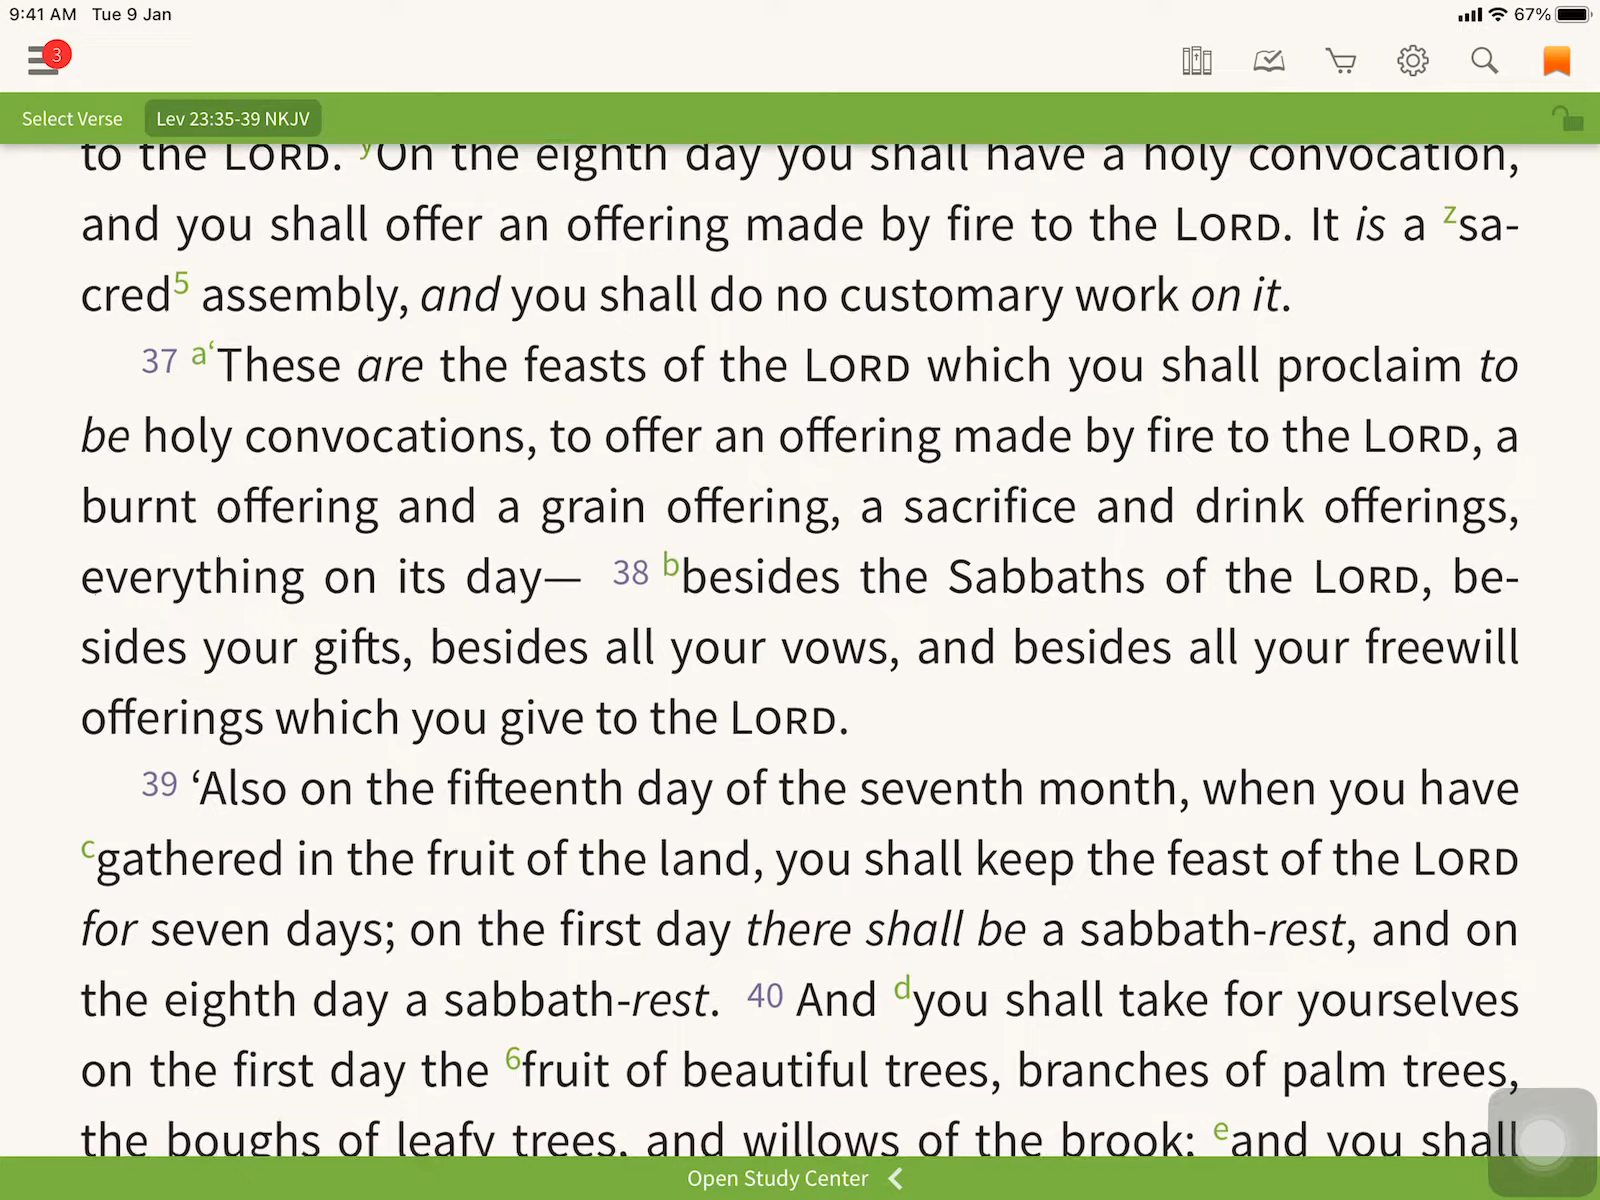 9:41 AM Tue 9 Jan 67%
3
Select Verse Lev 23:35-39 NKJV
to the LORD. yOn the eighth day you shall have a holy convocation,
and you shall offer an offering made by fire to the LORD. It is a zsa-
cred5 assembly, and you shall do no customary work on it.
37 a‘These are the feasts of the LORD which you shall proclaim to
be holy convocations, to offer an offering made by fire to the LORD, a
burnt offering and a grain offering, a sacrifice and drink offerings,
everything on its day— 38 bbesides the Sabbaths of the LORD, be-
sides your gifts, besides all your vows, and besides all your freewill
offerings which you give to the LORD.
39 ‘Also on the fifteenth day of the seventh month, when you have
cgathered in the fruit of the land, you shall keep the feast of the LORD
for seven days; on the first day there shall be a sabbath-rest, and on
the eighth day a sabbath-rest. 40 And dyou shall take for yourselves
on the first day the 6fruit of beautiful trees, branches of palm trees,
the boughs of leafy trees, and willows of the brook; eand you shall
Open Study Center